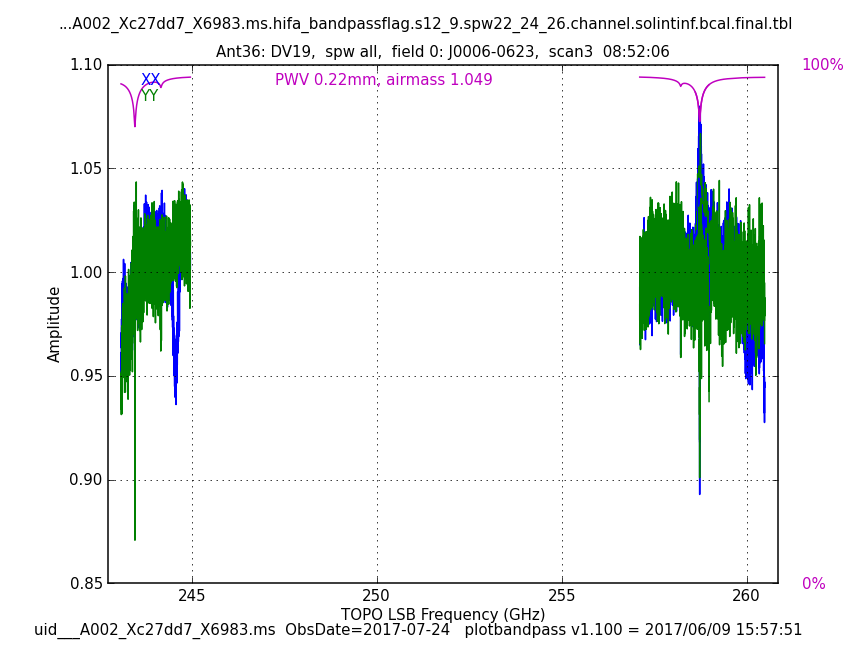 ...A002_Xc27dd7_X6983.ms.hifa_bandpassflag.s12_9.spw22_24_26.channel.solintinf.bcal.final.tbl
Ant36: DV19,  spw all,  field 0: J0006-0623,  scan3  08:52:06
1.10
XX
PWV 0.22mm, airmass 1.049
100%
YY
1.05
1.00
Amplitude
0.95
0.90
0.85
0%
245
250
255
260
TOPO LSB Frequency (GHz)
uid___A002_Xc27dd7_X6983.ms  ObsDate=2017-07-24   plotbandpass v1.100 = 2017/06/09 15:57:51